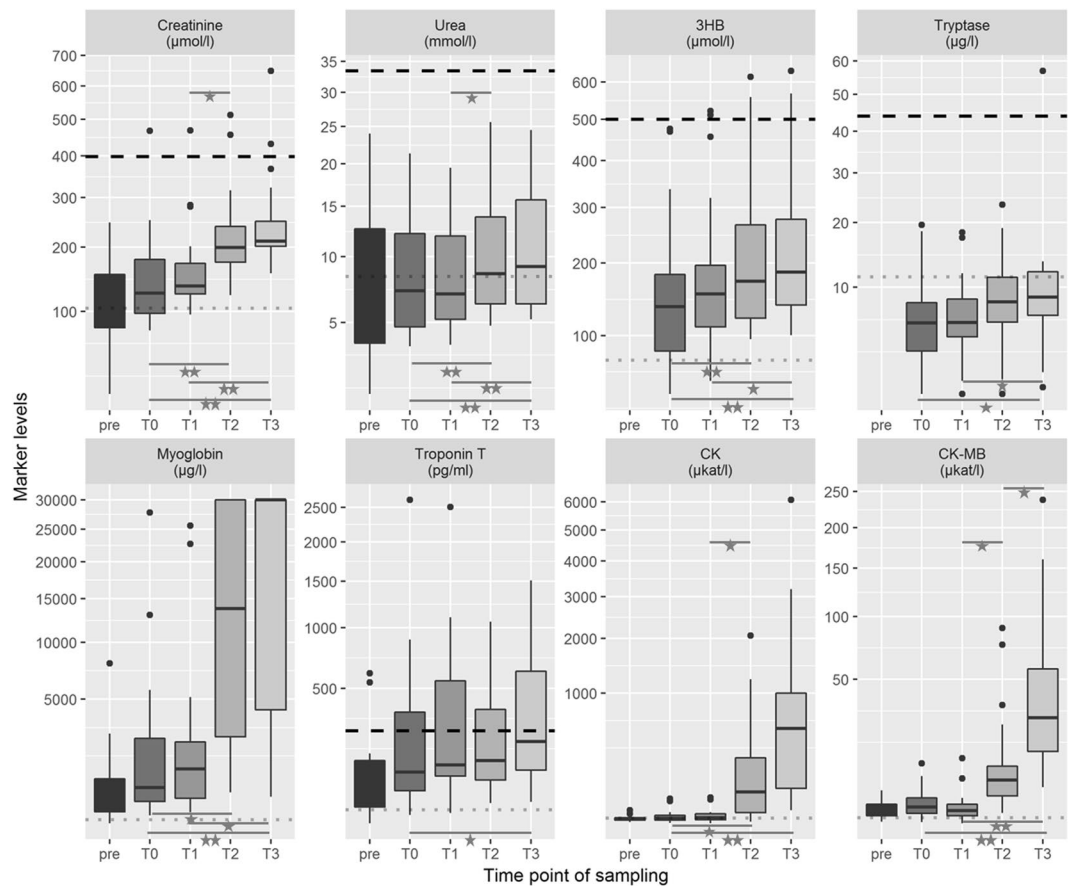 Creatinine
(µmol/l)
Urea
(mmol/l)
3HB
(µmol/l)
Tryptase
(µg/l)
700
600
500
400
300
200
100
35
30
25
20
15
10
5
600
500
400
300
200
100
60
50
40
30
20
10
pre T0 T1 T2 T3
pre T0 T1 T2 T3
pre T0 T1 T2 T3
pre T0 T1 T2 T3
Marker levels
Myoglobin
(µg/l)
Troponin T
(pg/ml)
CK
(µkat/l)
CK-MB
(µkat/l)
30000
25000
20000
15000
10000
5000
2500
2000
1500
1000
500
6000
5000
4000
3000
2000
1000
250
200
150
100
50
pre T0 T1 T2 T3
pre T0 T1 T2 T3
pre T0 T1 T2 T3
pre T0 T1 T2 T3
Time point of sampling